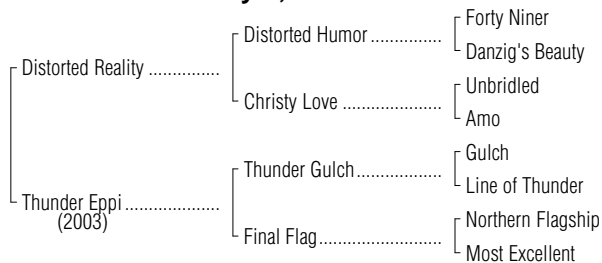 Forty Niner
Distorted Humor
Danzig's Beauty
Distorted Reality
Unbridled
Christy Love
Amo
Gulch
Thunder Gulch
Line of Thunder
Thunder Eppi
(2003)
Northern Flagship
Final Flag
Most Excellent